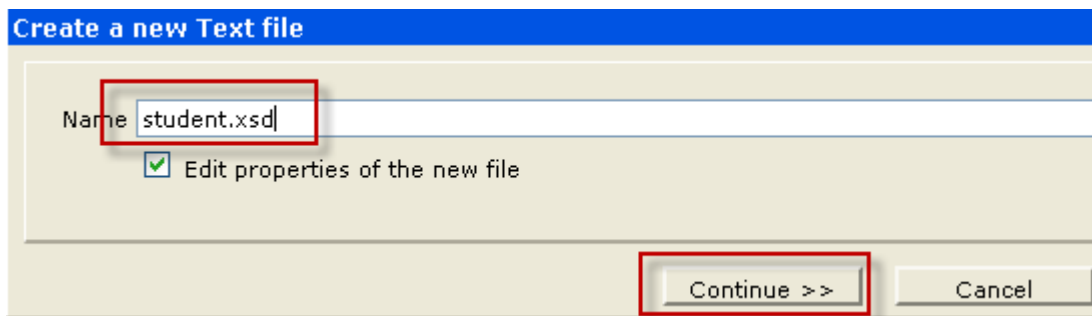 Create a new Text file
Name student.xsd
Edit properties of the new file
Continue >> Cancel